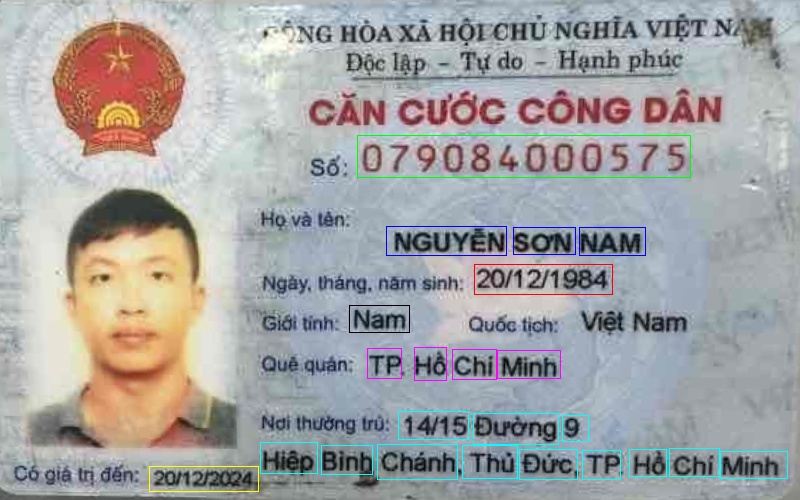 CỘNG HÒA XÃ HỘI CHỦ NGHĨA VIỆT NAM
Độc lập - Tự do - Hạnh phúc
CĂN CƯỚC CÔNG DÂN
Số: 079084000575
Họ và tên:
NGUYỄN SƠN NAM
Ngày, tháng, năm sinh: 20/12/1984
Giới tính: Nam Quốc tịch: Việt Nam
Quê quán: TP. Hồ Chí Minh
Nơi thường trú: 14/15 Đường 9
Hiệp Bình Chánh, Thủ Đức, TP. Hồ Chí Minh
Có giá trị đến: 20/12/2024